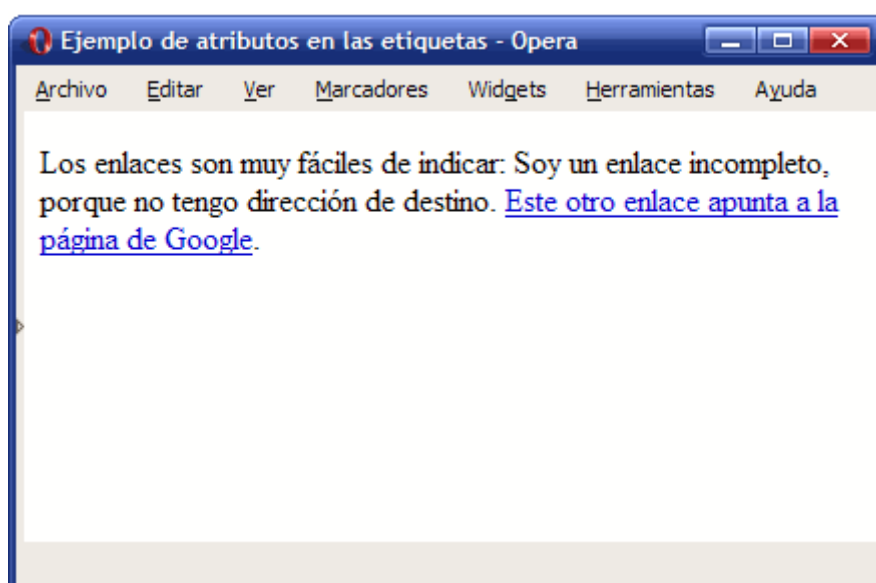 Ejemplo de atributos en las etiquetas - Opera
Archivo Editar Ver Marcadores Widgets Herramientas Ayuda
Los enlaces son muy fáciles de indicar: Soy un enlace incompleto,
porque no tengo dirección de destino. Este otro enlace apunta a la
página de Google.